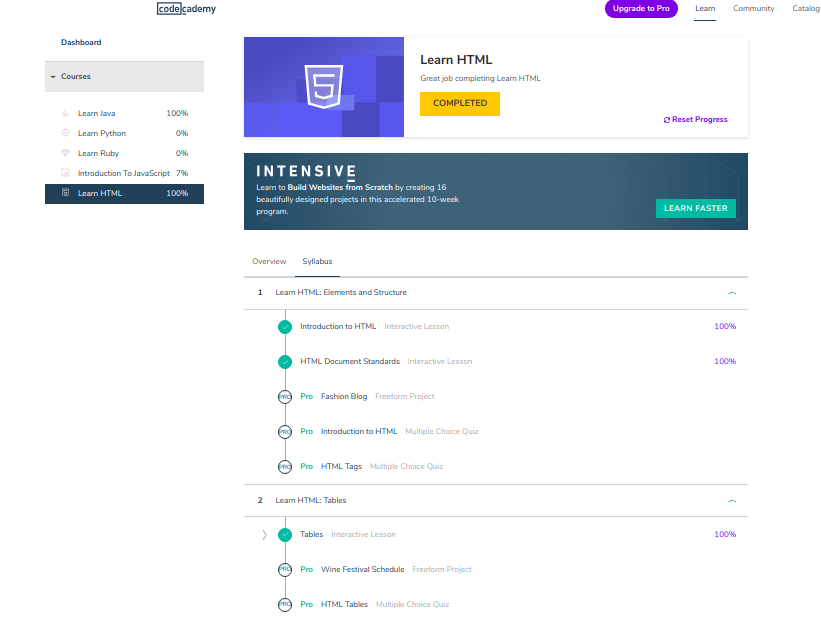 codecademy
Upgrade to Pro
Learn
Community
Catalog
Dashboard
Courses
Learn Java 100%
Learn Python 0%
Learn Ruby 0%
Introduction To JavaScript 7%
Learn HTML 100%
Learn HTML
Great job completing Learn HTML
COMPLETED
Reset Progress
INTENSIVE
Learn to Build Websites from Scratch by creating 16
beautifully designed projects in this accelerated 10-week
program.
LEARN FASTER
Overview Syllabus
1 Learn HTML: Elements and Structure
Introduction to HTML Interactive Lesson 100%
HTML Document Standards Interactive Lesson 100%
PRO Pro Fashion Blog Freeform Project
PRO Pro Introduction to HTML Multiple Choice Quiz
PRO Pro HTML Tags Multiple Choice Quiz
2 Learn HTML: Tables
Tables Interactive Lesson 100%
PRO Pro Wine Festival Schedule Freeform Project
PRO Pro HTML Tables Multiple Choice Quiz